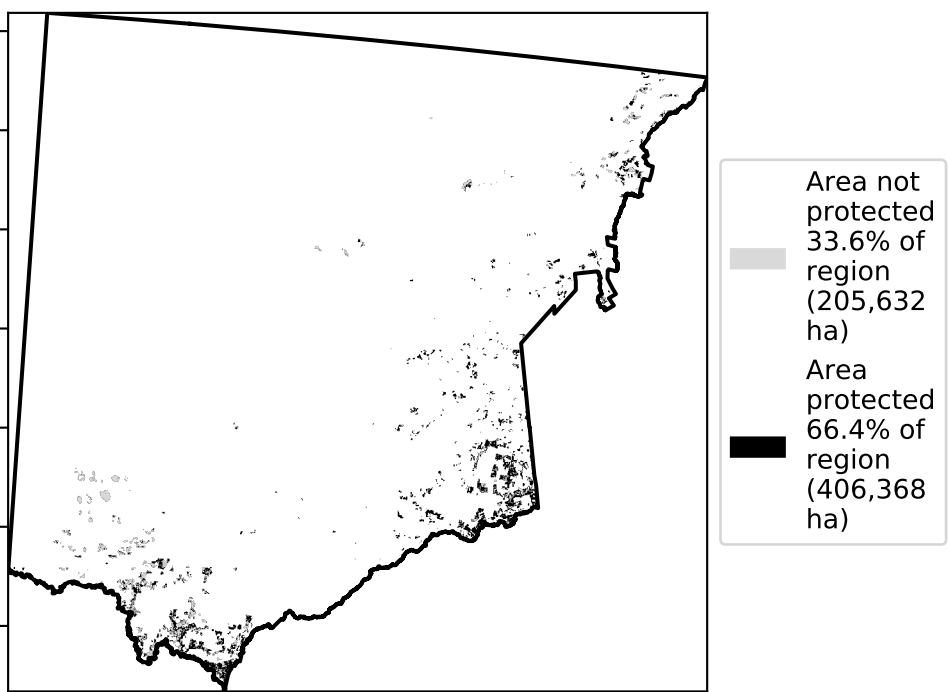 Area not
protected
33.6% of
region
(205,632
ha)
Area
protected
66.4% of
region
(406,368
ha)